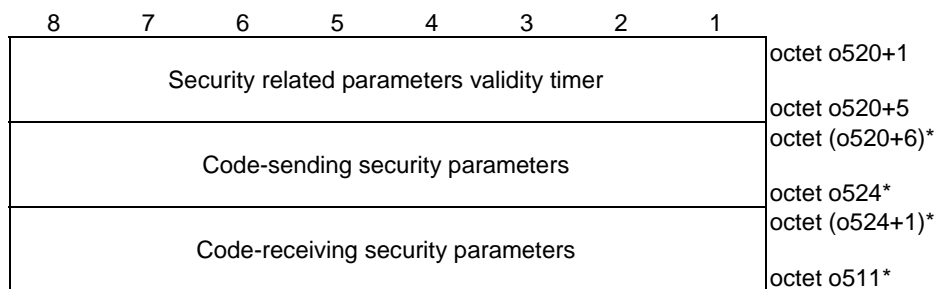 8 7 6 5 4 3 2 1
octet o520+1
Security related parameters validity timer
octet o520+5
octet (o520+6)*
Code-sending security parameters
octet o524*
octet (o524+1)*
Code-receiving security parameters
octet o511*